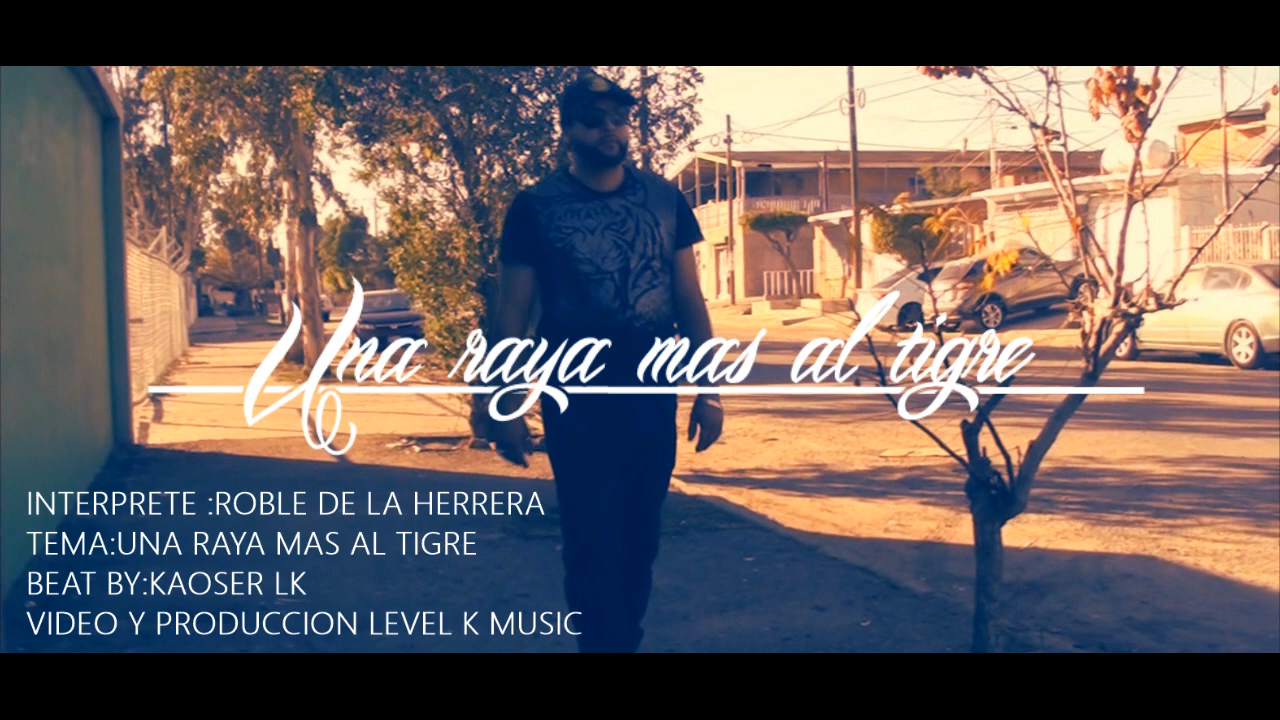 Una raya mas al tigre
INTERPRETE :ROBLE DE LA HERRERA
TEMA:UNA RAYA MAS AL TIGRE
BEAT BY:KAOSER LK
VIDEO Y PRODUCCION LEVEL K MUSIC